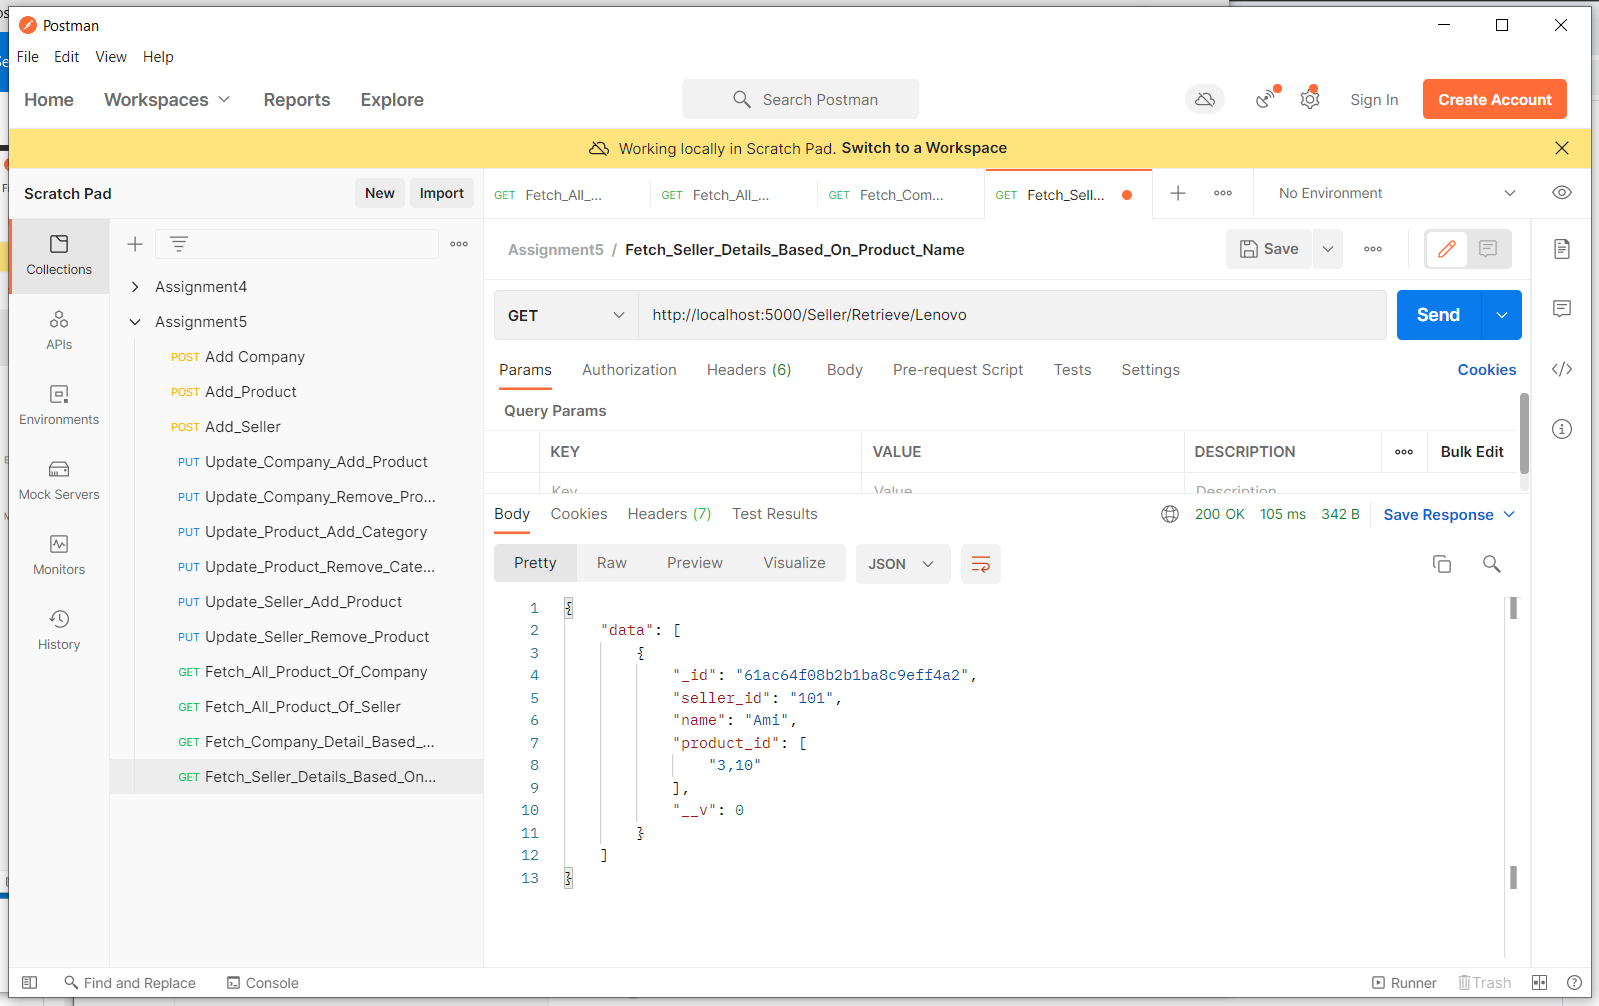 Postman
File Edit View Help
Home Workspaces Reports Explore Search Postman Sign In Create Account
Working locally in Scratch Pad. Switch to a Workspace
Scratch Pad New Import
GET Fetch_All_... GET Fetch_All_... GET Fetch_Com... GET Fetch_Sell... No Environment
Collections
APIs
Environments
Mock Servers
Monitors
History
Assignment4
Assignment5
POST Add Company
POST Add_Product
POST Add_Seller
PUT Update_Company_Add_Product
PUT Update_Company_Remove_Pro...
PUT Update_Product_Add_Category
PUT Update_Product_Remove_Cate...
PUT Update_Seller_Add_Product
PUT Update_Seller_Remove_Product
GET Fetch_All_Product_Of_Company
GET Fetch_All_Product_Of_Seller
GET Fetch_Company_Detail_Based_...
GET Fetch_Seller_Details_Based_On...
Assignment5 / Fetch_Seller_Details_Based_On_Product_Name Save
GET http://localhost:5000/Seller/Retrieve/Lenovo Send
Params Authorization Headers (6) Body Pre-request Script Tests Settings Cookies
Query Params
KEY VALUE DESCRIPTION Bulk Edit
Key Value Description
Body Cookies Headers (7) Test Results 200 OK 105 ms 342 B Save Response
Pretty Raw Preview Visualize JSON
1 {
2 "data": [
3 {
4 "_id": "61ac64f08b2b1ba8c9eff4a2",
5 "seller_id": "101",
6 "name": "Ami",
7 "product_id": [
8 "3,10"
9 ],
10 "__v": 0
11 }
12 ]
13 }
Find and Replace Console Runner Trash